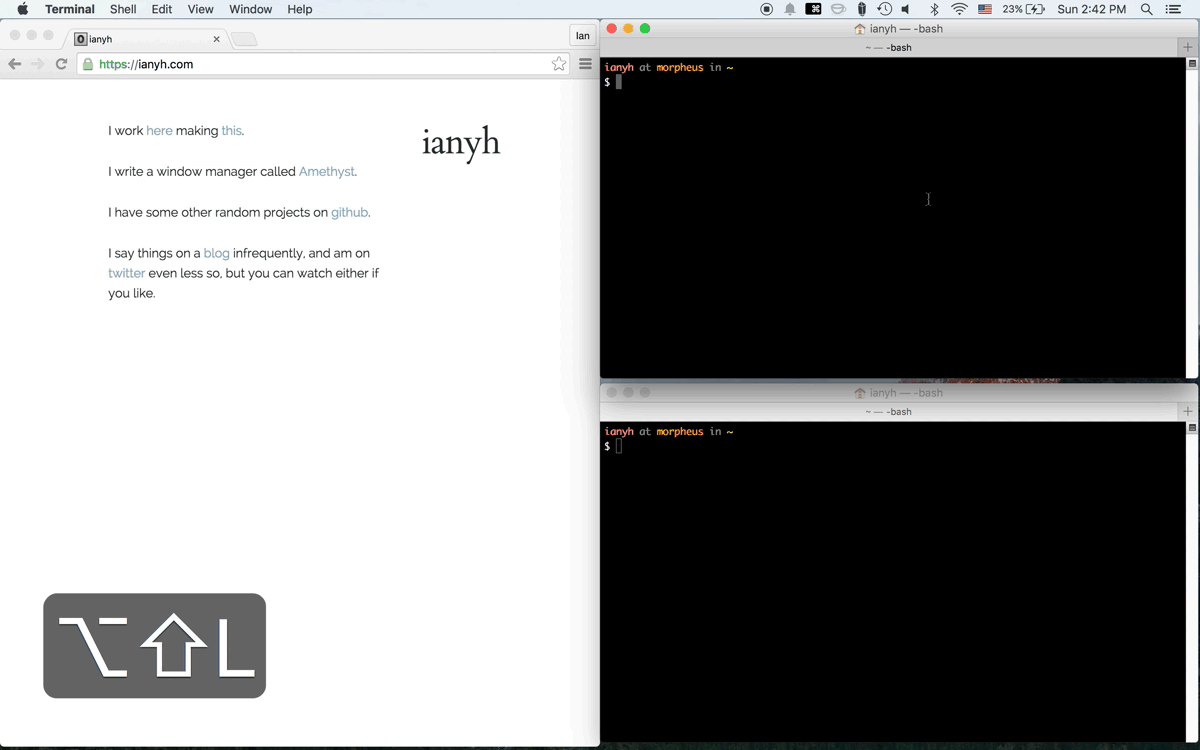 Terminal Shell Edit View Window Help 23% Sun 2:42 PM
ianyh
Ian
https://ianyh.com
I work here making this.
ianyh
I write a window manager called Amethyst.
I have some other random projects on github.
I say things on a blog infrequently, and am on
twitter even less so, but you can watch either if
you like.
⌥⇧L
ianyh — -bash
~ — -bash
ianyh at morpheus in ~
$
ianyh — -bash
~ — -bash
ianyh at morpheus in ~
$